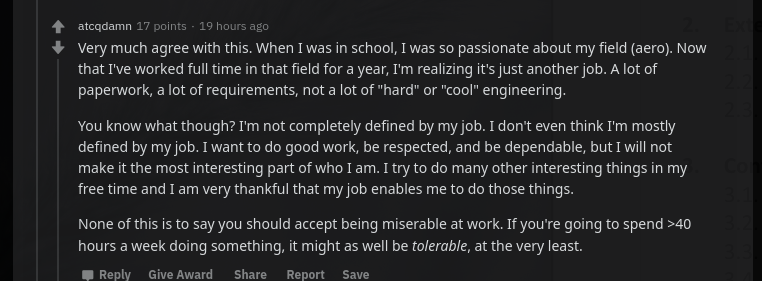 atcqdamn 17 points · 19 hours ago
Very much agree with this. When I was in school, I was so passionate about my field (aero). Now
that I've worked full time in that field for a year, I'm realizing it's just another job. A lot of
paperwork, a lot of requirements, not a lot of "hard" or "cool" engineering.
You know what though? I'm not completely defined by my job. I don't even think I'm mostly
defined by my job. I want to do good work, be respected, and be dependable, but I will not
make it the most interesting part of who I am. I try to do many other interesting things in my
free time and I am very thankful that my job enables me to do those things.
None of this is to say you should accept being miserable at work. If you're going to spend >40
hours a week doing something, it might as well be tolerable, at the very least.
Reply Give Award Share Report Save